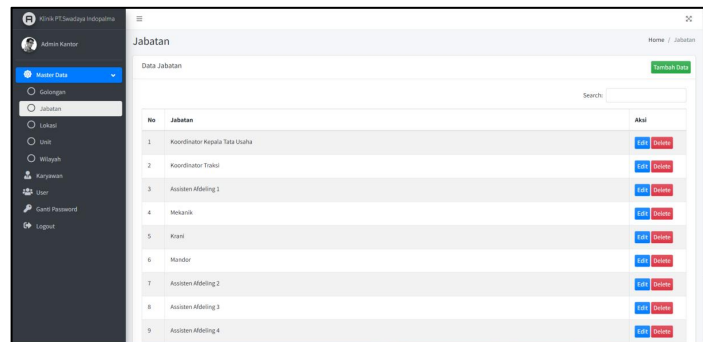 Klinik PT.Swadaya Indopalma
Admin Kantor
Master Data
Golongan
Jabatan
Lokasi
Unit
Wilayah
Karyawan
User
Ganti Password
Logout
Jabatan
Home / Jabatan
Data Jabatan
Tambah Data
Search:
No Jabatan Aksi
1 Koordinator Kepala Tata Usaha Edit Delete
2 Koordinator Traksi Edit Delete
3 Assisten Afdeling 1 Edit Delete
4 Mekanik Edit Delete
5 Krani Edit Delete
6 Mandor Edit Delete
7 Assisten Afdeling 2 Edit Delete
8 Assisten Afdeling 3 Edit Delete
9 Assisten Afdeling 4 Edit Delete